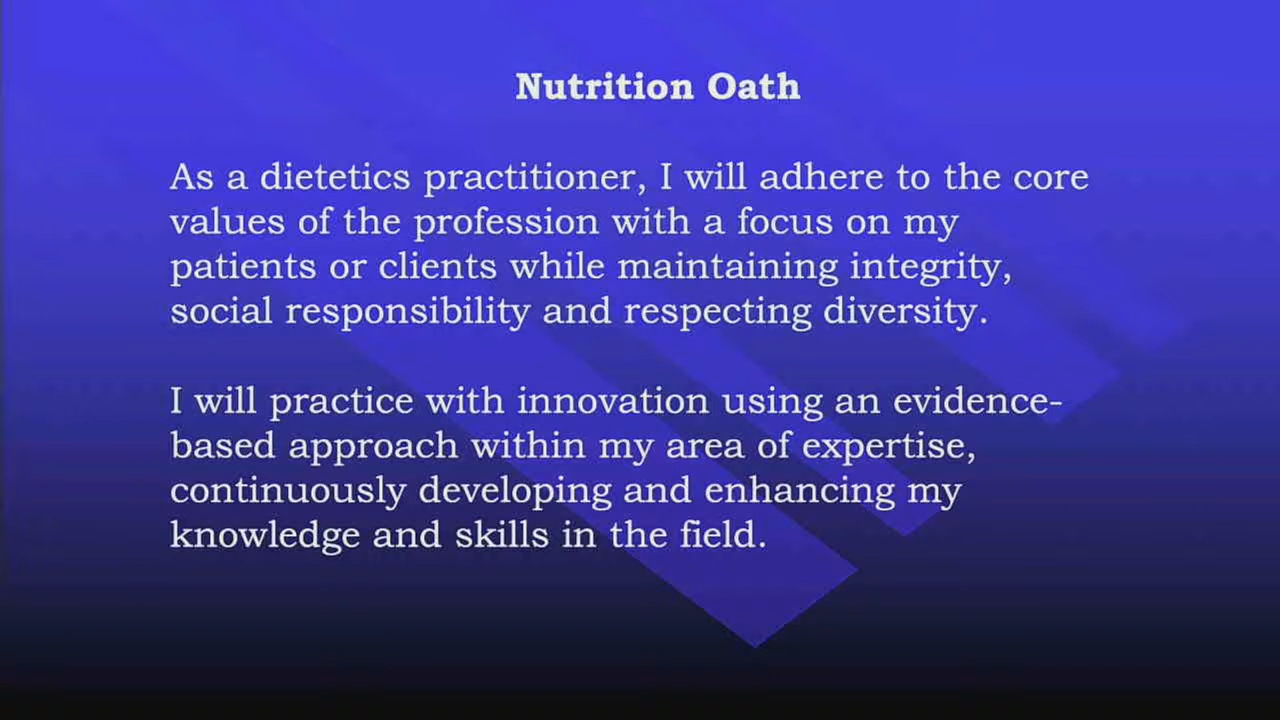 Nutrition Oath
As a dietetics practitioner, I will adhere to the core
values of the profession with a focus on my
patients or clients while maintaining integrity,
social responsibility and respecting diversity.
I will practice with innovation using an evidence-
based approach within my area of expertise,
continuously developing and enhancing my
knowledge and skills in the field.